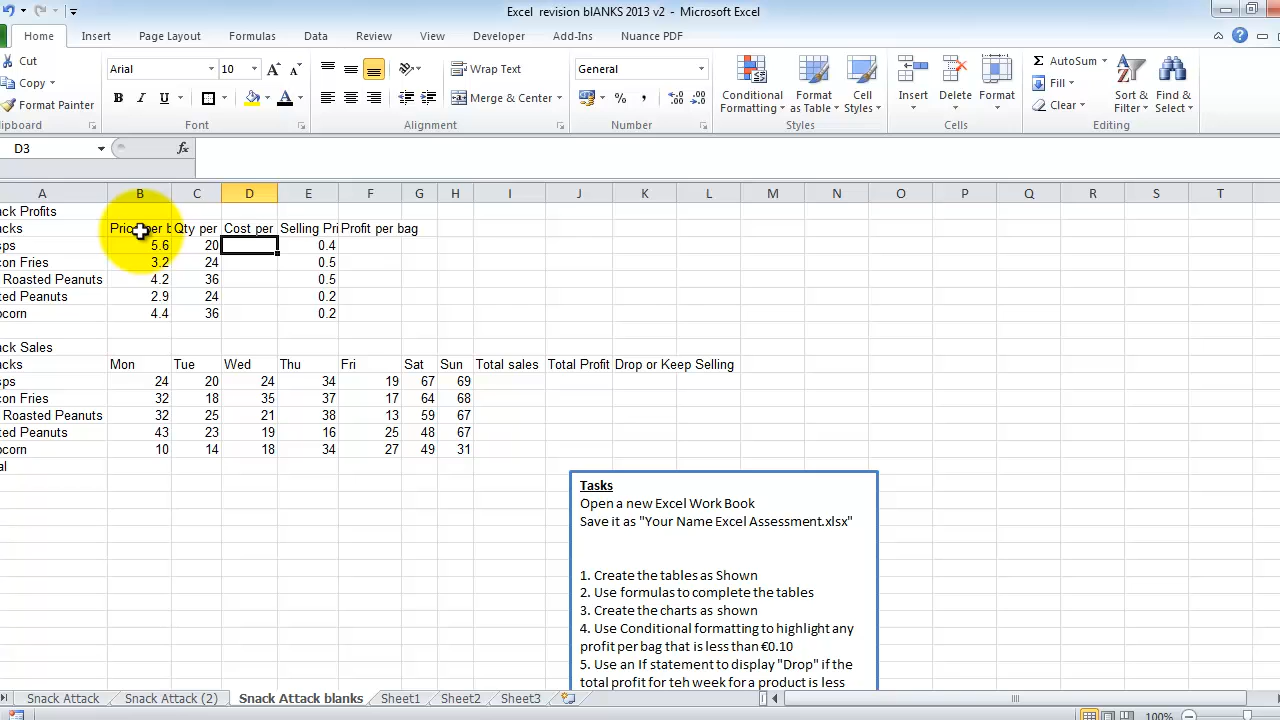 Excel revision blANKS 2013 v2 - Microsoft Excel
Home Insert Page Layout Formulas Data Review View Developer Add-Ins Nuance PDF
Cut
Copy
Format Painter
lipboard
Arial 10
B I U A
Font
Wrap Text
Merge & Center
Alignment
General
% ,
Number
Conditional Formatting
Format as Table
Cell Styles
Styles
Insert Delete Format
Cells
Σ AutoSum
Fill
Clear
Sort & Filter
Find & Select
Editing
D3 fx
A B C D E F G H I J K L M N O P Q R S T
ck Profits
cks Price per b Qty per Cost per Selling Pri Profit per bag
sps 5.6 20 0.4
con Fries 3.2 24 0.5
Roasted Peanuts 4.2 36 0.5
ted Peanuts 2.9 24 0.2
corn 4.4 36 0.2
ck Sales
cks Mon Tue Wed Thu Fri Sat Sun Total sales Total Profit Drop or Keep Selling
sps 24 20 24 34 19 67 69
con Fries 32 18 35 37 17 64 68
Roasted Peanuts 32 25 21 38 13 59 67
ted Peanuts 43 23 19 16 25 48 67
corn 10 14 18 34 27 49 31
al
Tasks
Open a new Excel Work Book
Save it as "Your Name Excel Assessment.xlsx"
1. Create the tables as Shown
2. Use formulas to complete the tables
3. Create the charts as shown
4. Use Conditional formatting to highlight any
profit per bag that is less than €0.10
5. Use an If statement to display "Drop" if the
total profit for teh week for a product is less
Snack Attack Snack Attack (2) Snack Attack blanks Sheet1 Sheet2 Sheet3
100%